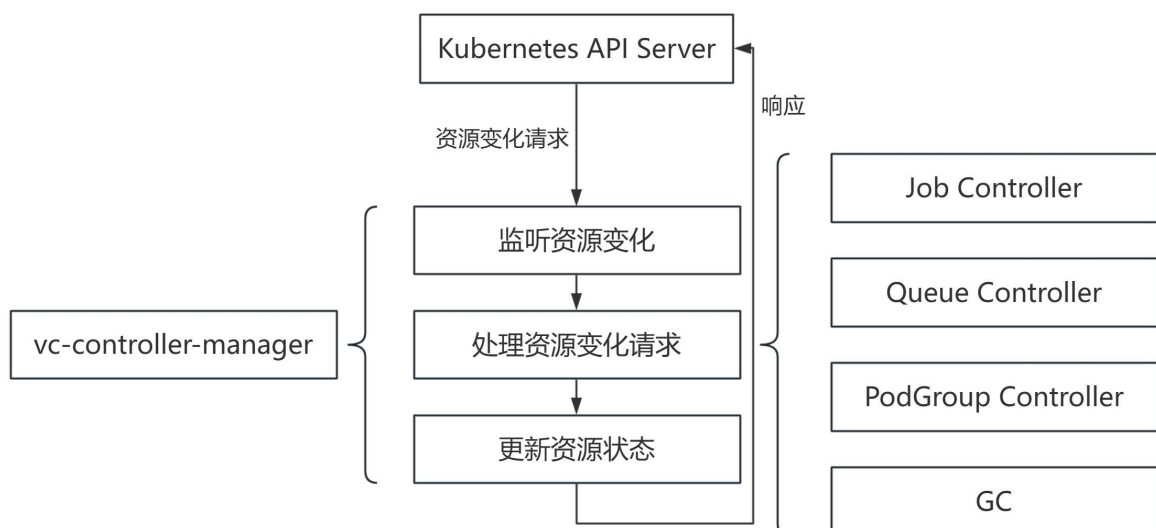 Kubernetes API Server
响应
资源变化请求
Job Controller
监听资源变化
Queue Controller
vc-controller-manager
处理资源变化请求
PodGroup Controller
更新资源状态
GC